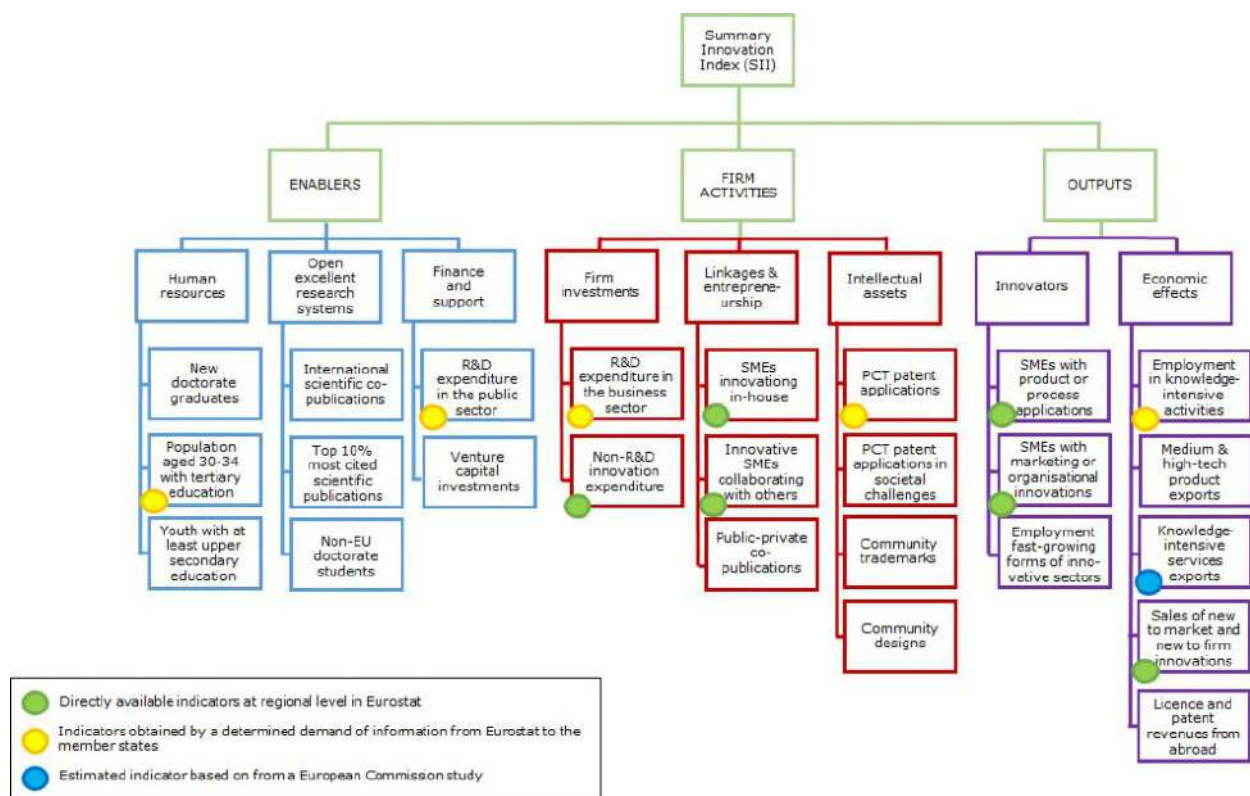 Summary
Innovation
Index (SII)
ENABLERS
FIRM
ACTIVITIES
OUTPUTS
Human
resources
Open
excellent
research
systems
Finance
and
support
Firm
investments
Linkages &
entreprene-
urship
Intellectual
assets
Innovators
Economic
effects
New
doctorate
graduates
Population
aged 30-34
with tertiary
education
Youth with at
least upper
secondary
education
International
scientific co-
publications
Top 10%
most cited
scientific
publications
Non-EU
doctorate
students
R&D
expenditure
in the public
sector
Venture
capital
investments
R&D
expenditure in
the business
sector
Non-R&D
innovation
expenditure
SMEs
innovationg
in-house
Innovative
SMEs
collaborating
with others
Public-private
co-
publications
PCT patent
applications
PCT patent
applications in
societal
challenges
Community
trademarks
Community
designs
SMEs with
product or
process
applications
SMEs with
marketing or
organisational
innovations
Employment
fast-growing
forms of inno-
vative sectors
Employment
in knowledge-
intensive
activities
Medium &
high-tech
product
exports
Knowledge-
intensive
services
exports
Sales of new
to market and
new to firm
innovations
Licence and
patent
revenues from
abroad
Directly available indicators at regional level in Eurostat
Indicators obtained by a determined demand of information from Eurostat to the
member states
Estimated indicator based on from a European Commission study